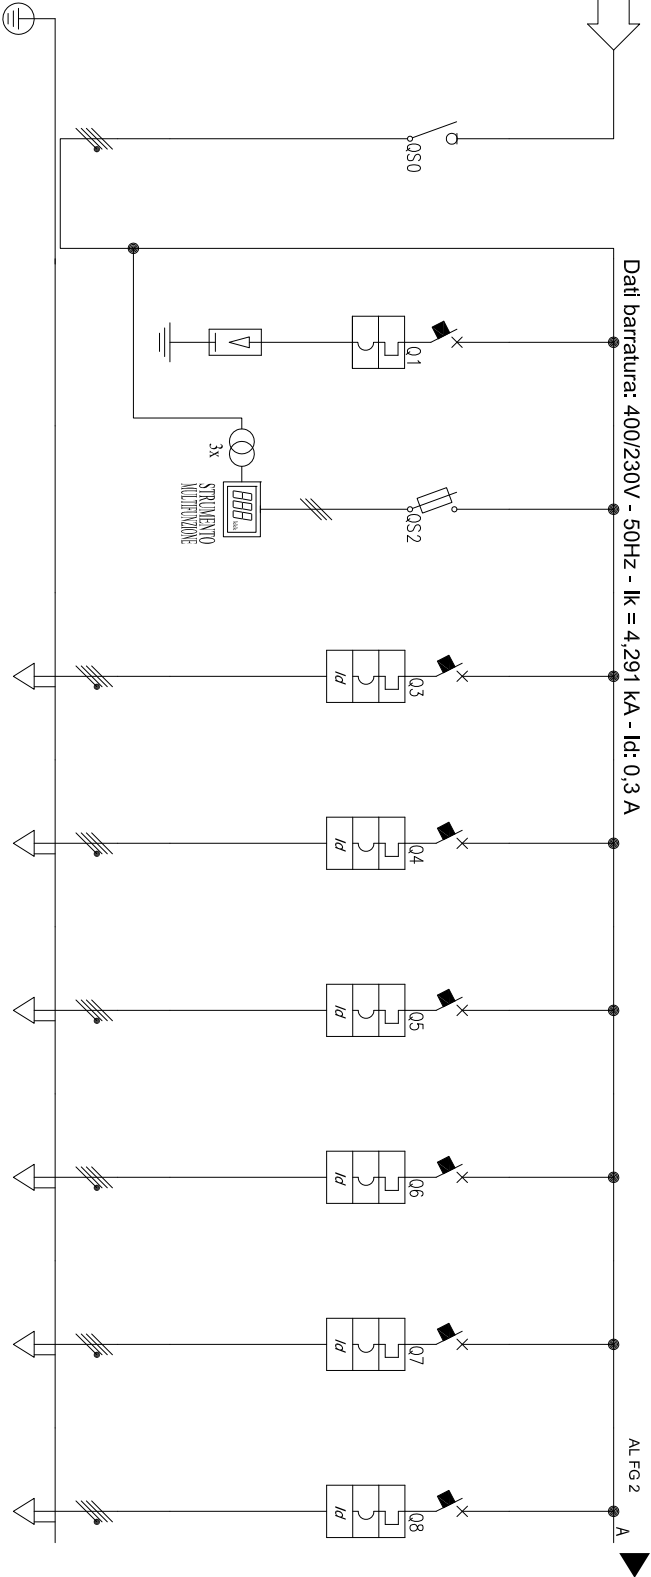 Dati barratura: 400/230V - 50Hz - Ik = 4,291 kA - Id: 0,3 A
AL FG 2
A
QS0
Q1
QS2
Q3
Q4
Q5
Q6
Q7
Q8
Id
Id
Id
Id
Id
Id
3x
888
STRUMENTO
MULTIFUNZIONE